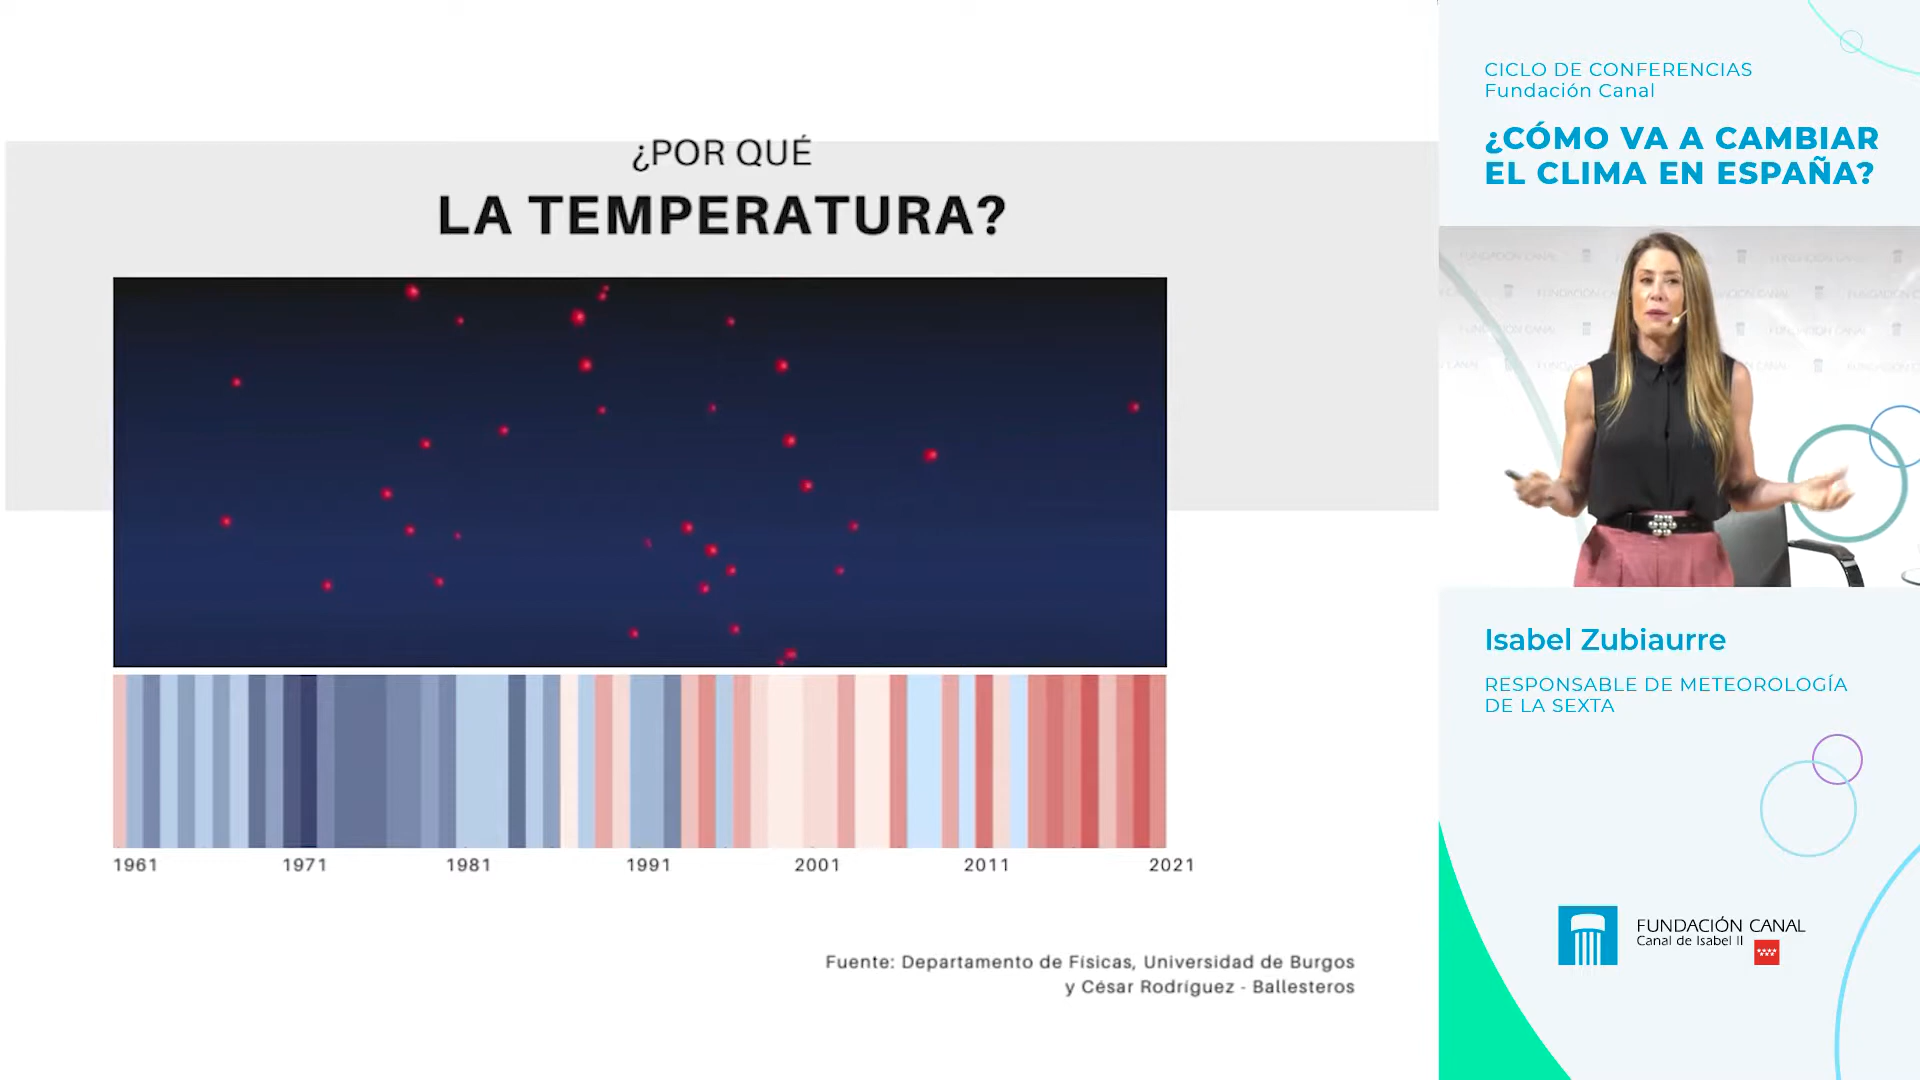 ¿POR QUÉ
LA TEMPERATURA?
1961 1971 1981 1991 2001 2011 2021
Fuente: Departamento de Físicas, Universidad de Burgos
y César Rodríguez - Ballesteros
CICLO DE CONFERENCIAS
Fundación Canal
¿CÓMO VA A CAMBIAR
EL CLIMA EN ESPAÑA?
Isabel Zubiaurre
RESPONSABLE DE METEOROLOGÍA
DE LA SEXTA
FUNDACIÓN CANAL
Canal de Isabel II